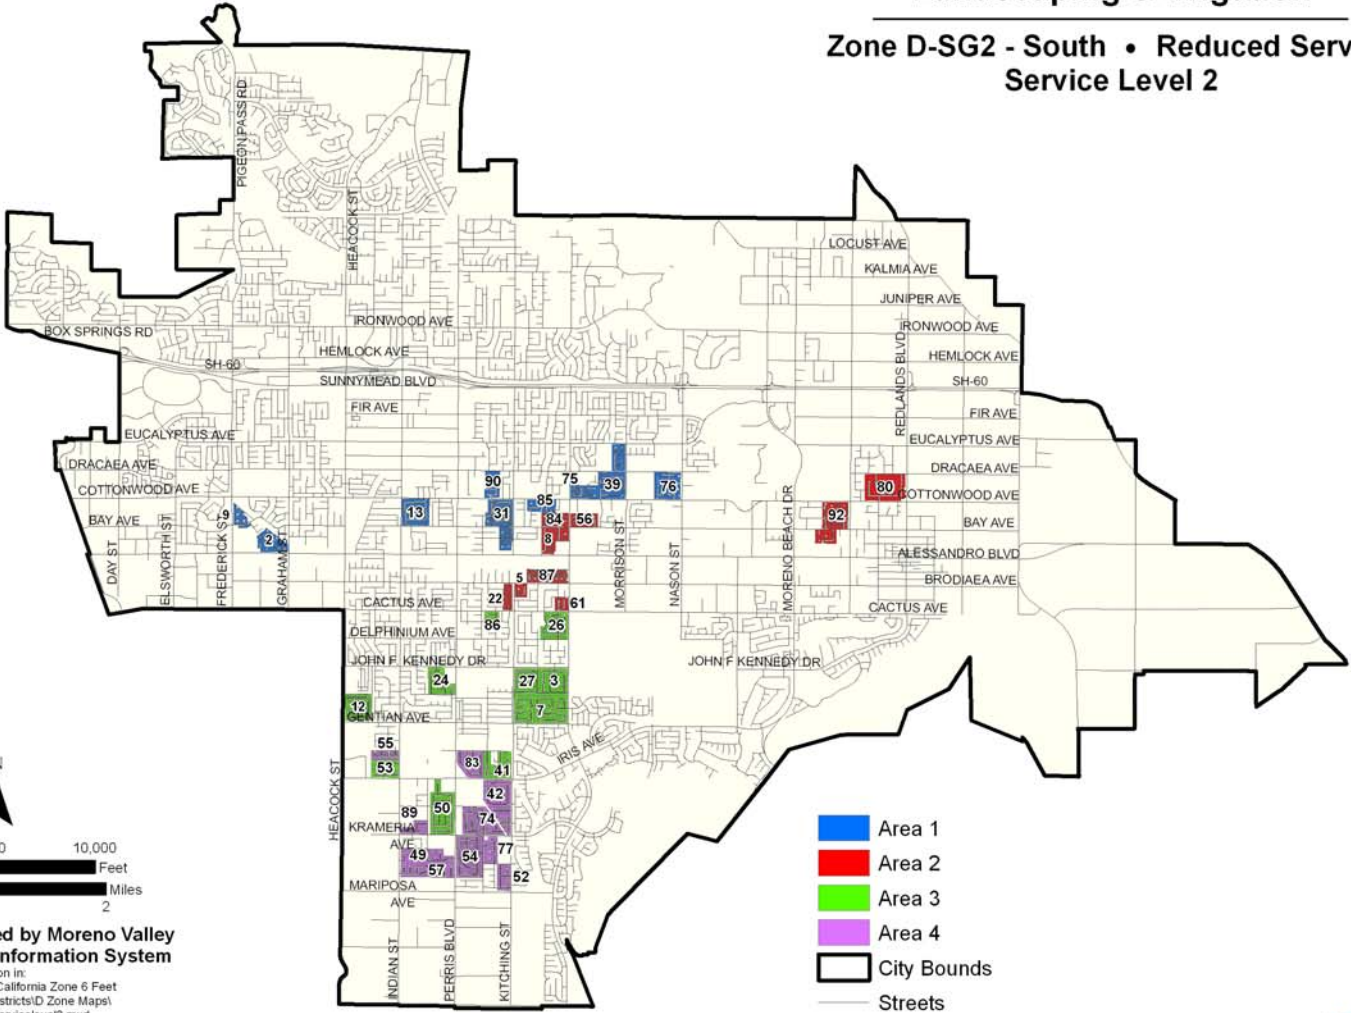 Zone D-SG2 - South • Reduced Serv
Service Level 2
PIGEON PASS RD
HEACOCK ST
LOCUST AVE
KALMIA AVE
JUNIPER AVE
IRONWOOD AVE
IRONWOOD AVE
BOX SPRINGS RD
HEMLOCK AVE
HEMLOCK AVE
SH-60
SUNNYMEAD BLVD
SH-60
REDLANDS BLVD
FIR AVE
FIR AVE
EUCALYPTUS AVE
EUCALYPTUS AVE
DRACAEA AVE
DRACAEA AVE
COTTONWOOD AVE
COTTONWOOD AVE
90
75
39
76
80
85
13
31
84
56
92
9
2
8
BAY AVE
BAY AVE
ALESSANDRO BLVD
BRODIAEA AVE
DAY ST
ELSWORTH ST
FREDERICK ST
GRAHAM ST
MORRISON ST
NASON ST
MORENO BEACH DR
5
87
22
61
CACTUS AVE
CACTUS AVE
86
26
DELPHINIUM AVE
JOHN F. KENNEDY DR
JOHN F KENNEDY DR
24
27
3
12
7
GENTIAN AVE
55
53
83
41
IRIS AVE
HEACOCK ST
42
50
89
74
KRAMERIA
AVE
49
57
54
77
52
MARIPOSA
AVE
INDIAN ST
PERRIS BLVD
KITCHING ST
10,000
Feet
Miles
2
ed by Moreno Valley
nformation System
on in:
California Zone 6 Feet
stricts\D Zone Maps\
Area 1
Area 2
Area 3
Area 4
City Bounds
Streets